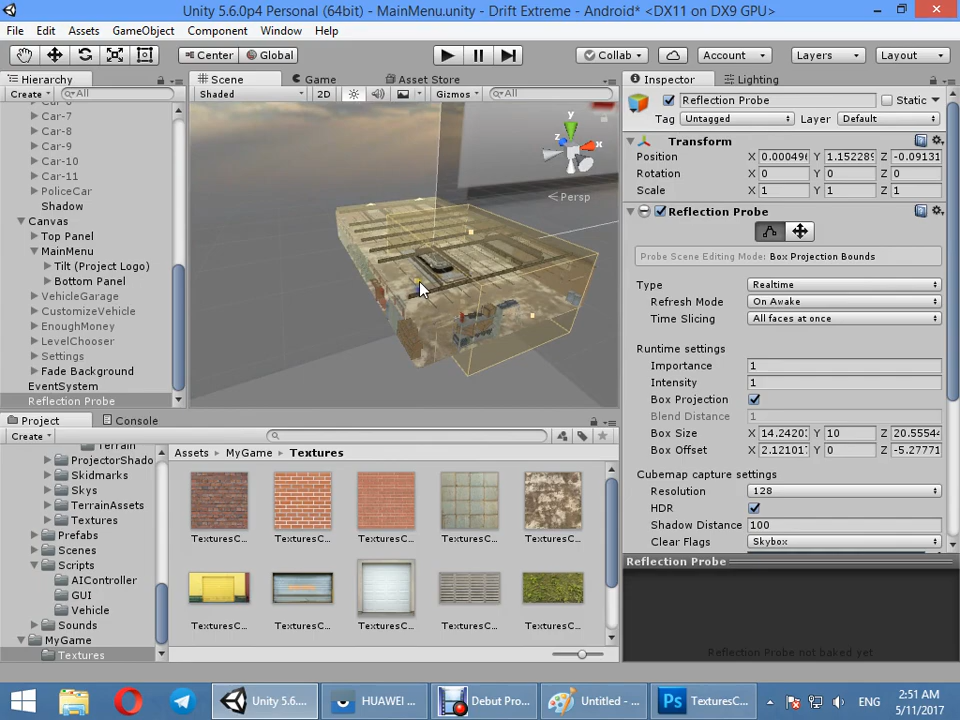 Unity 5.6.0p4 Personal (64bit) - MainMenu.unity - Drift Extreme - Android* <DX11 on DX9 GPU>
File Edit Assets GameObject Component Window Help
Center Global Collab Account Layers Layout
Hierarchy Scene Game Asset Store Inspector Lighting
Create All Shaded 2D Gizmos All Reflection Probe Static
Car-6
Car-7
Car-8
Car-9
Car-10
Car-11
PoliceCar
Shadow
Canvas
Top Panel
MainMenu
Tilt (Project Logo)
Bottom Panel
VehicleGarage
CustomizeVehicle
EnoughMoney
LevelChooser
Settings
Fade Background
EventSystem
Reflection Probe
y
x
z
Persp
Tag Untagged Layer Default
Transform
Position X 0.000496 Y 1.152289 Z -0.09131
Rotation X 0 Y 0 Z 0
Scale X 1 Y 1 Z 1
Reflection Probe
Probe Scene Editing Mode: Box Projection Bounds
Type Realtime
Refresh Mode On Awake
Time Slicing All faces at once
Runtime settings
Importance 1
Intensity 1
Box Projection
Blend Distance 1
Box Size X 14.2420 Y 10 Z 20.55544
Box Offset X 2.12101 Y 0 Z -5.27771
Cubemap capture settings
Resolution 128
HDR
Shadow Distance 100
Clear Flags Skybox
Reflection Probe
Reflection Probe not baked yet
Project Console
Create
Terrain
ProjectorShado
Skidmarks
Skys
TerrainAssets
Textures
Prefabs
Scenes
Scripts
AIController
GUI
Vehicle
Sounds
MyGame
Textures
Assets MyGame Textures
TexturesC... TexturesC... TexturesC... TexturesC... TexturesC...
TexturesC... TexturesC... TexturesC... TexturesC... TexturesC...
Unity 5.6.... HUAWEI ... Debut Pro... Untitled - ... TexturesC... ENG 2:51 AM
5/11/2017